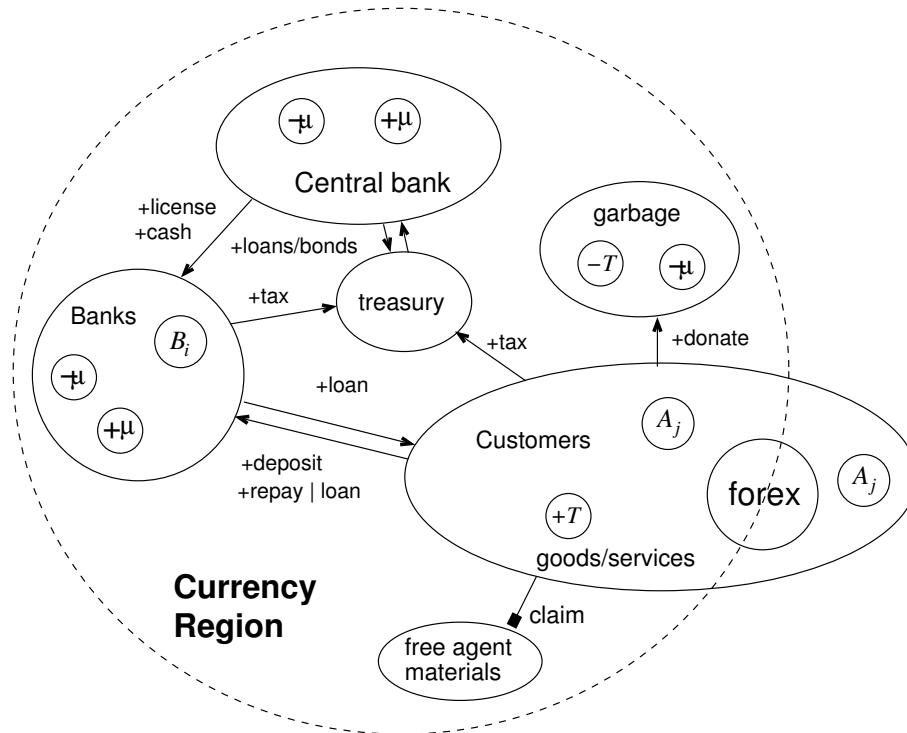 −μ
+μ
Central bank
+license
+cash
+loans/bonds
garbage
−T
−μ
Banks
B_i
−μ
+μ
+tax
treasury
+tax
+donate
+loan
+deposit
+repay | loan
Customers
A_j
forex
A_j
+T
goods/services
Currency
Region
claim
free agent
materials